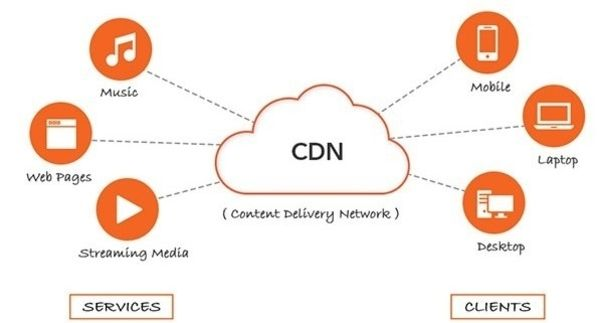 Music
Mobile
CDN
Laptop
Web Pages
( Content Delivery Network )
Streaming Media
Desktop
SERVICES
CLIENTS